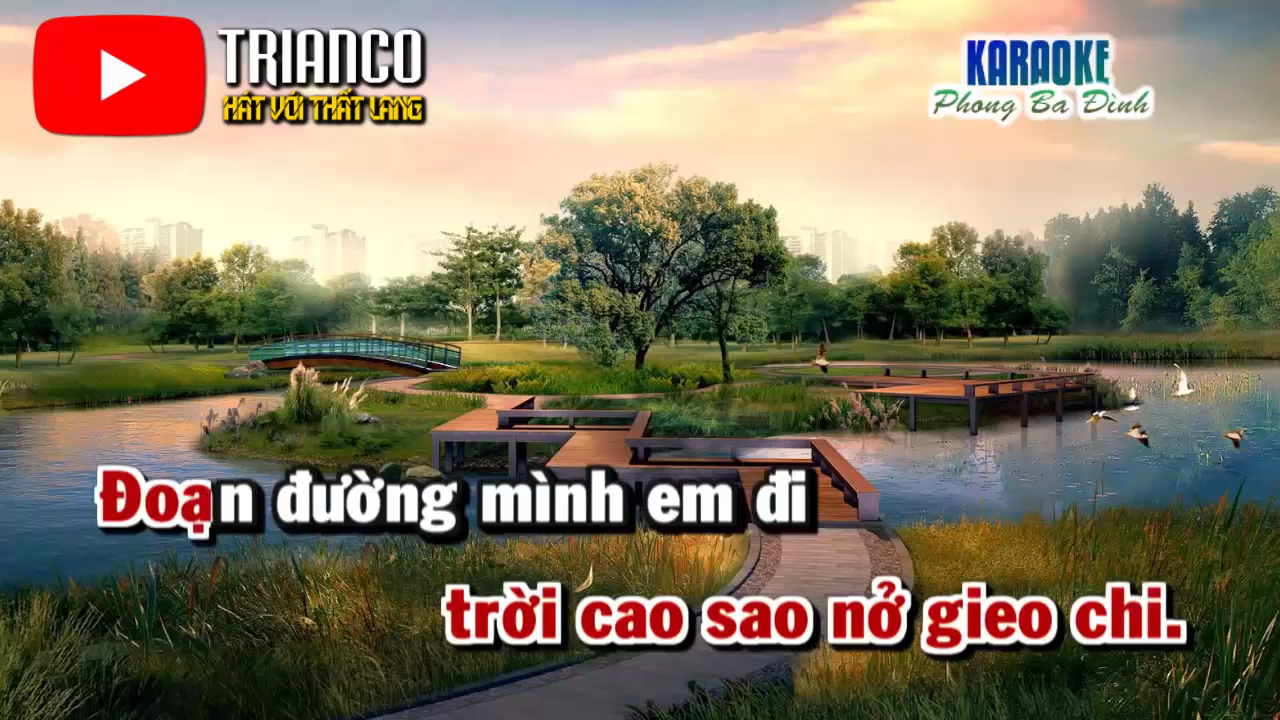 TRIANCO
HÁT VỚI THẤT LANG
KARAOKE
Phong Ba Đình
Đoạn đường mình em đi
trời cao sao nở gieo chi.